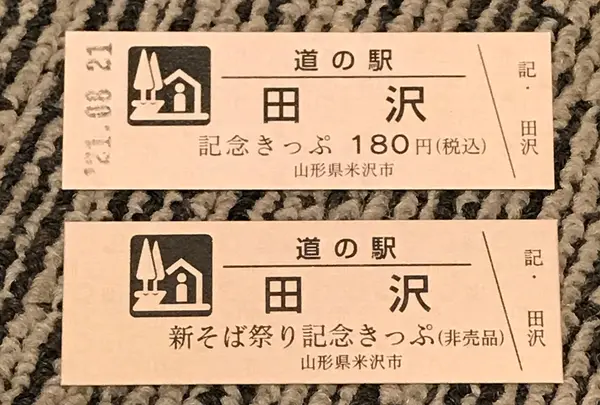 '21.08 21
道の駅
田沢
記念きっぷ 180円(税込)
山形県米沢市
記・田沢
道の駅
田沢
新そば祭り記念きっぷ(非売品)
山形県米沢市
記・田沢